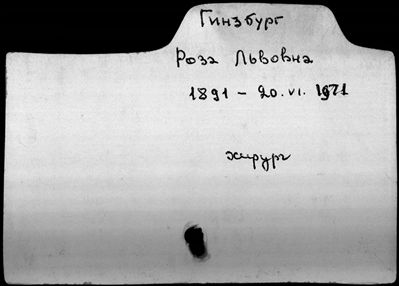 Гинзбург
Роза Львовна
1891 – 20.VI.1971
хирург